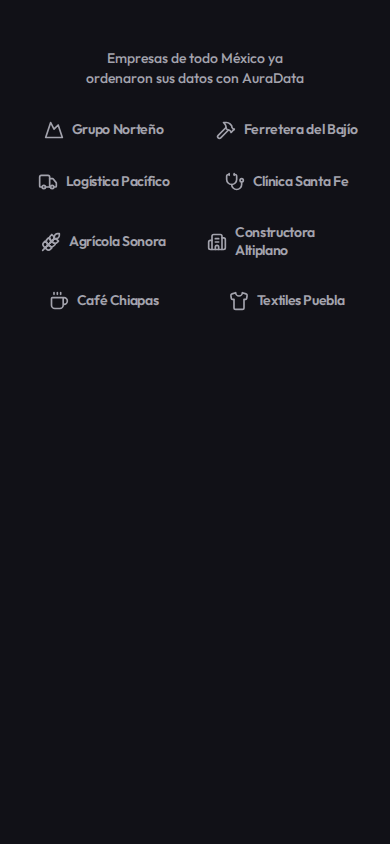 Empresas de todo México ya
ordenaron sus datos con AuraData
Grupo Norteño
Ferretera del Bajío
Logística Pacífico
Clínica Santa Fe
Agrícola Sonora
Constructora
Altiplano
Café Chiapas
Textiles Puebla